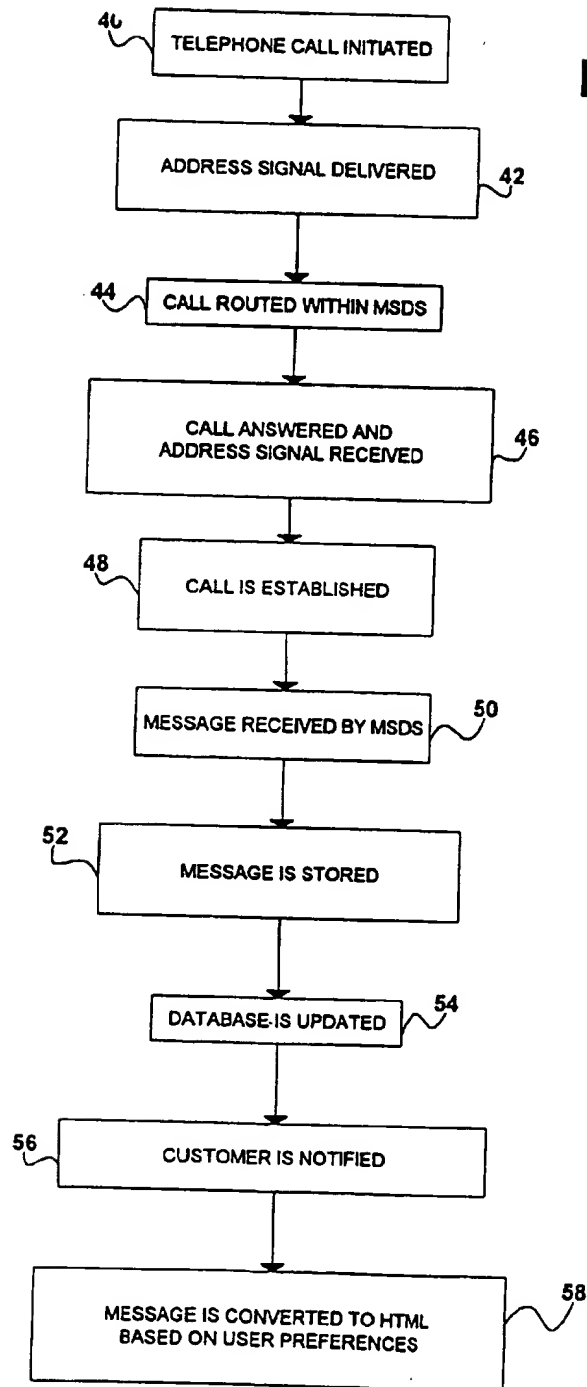 40
TELEPHONE CALL INITIATED
ADDRESS SIGNAL DELIVERED
42
44
CALL ROUTED WITHIN MSDS
CALL ANSWERED AND
ADDRESS SIGNAL RECEIVED
46
48
CALL IS ESTABLISHED
MESSAGE RECEIVED BY MSDS
50
52
MESSAGE IS STORED
DATABASE IS UPDATED
54
56
CUSTOMER IS NOTIFIED
MESSAGE IS CONVERTED TO HTML
BASED ON USER PREFERENCES
58